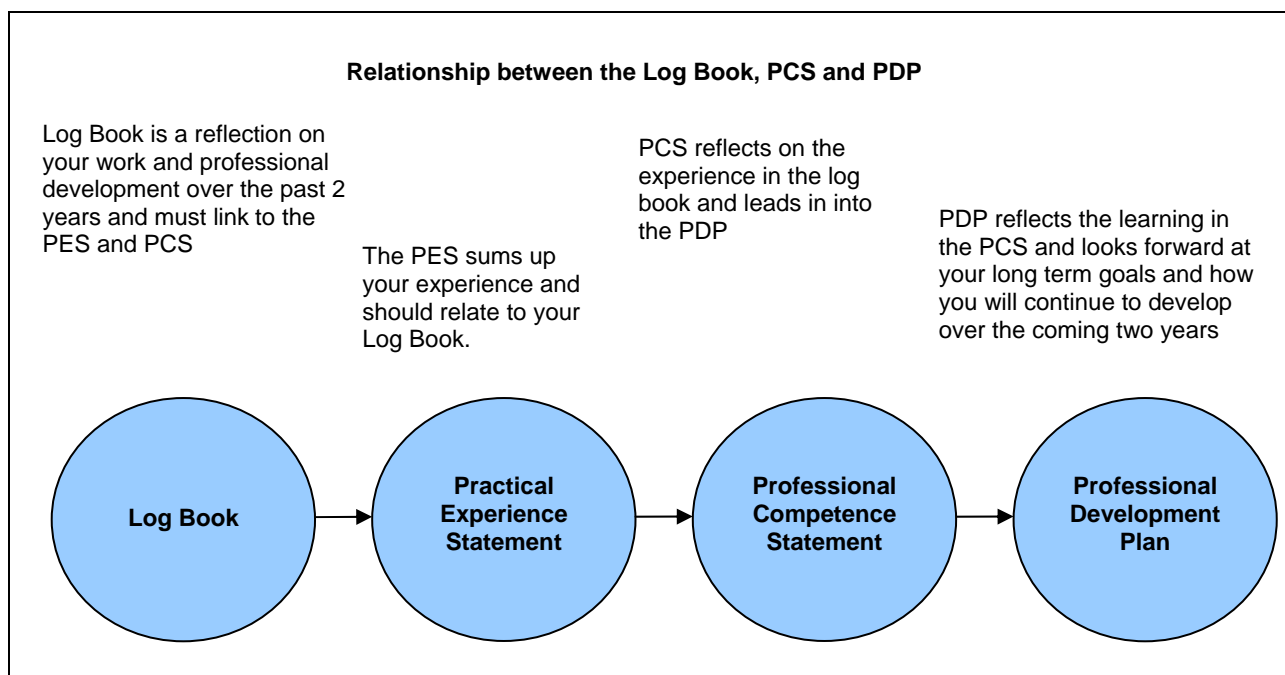 Relationship between the Log Book, PCS and PDP
Log Book is a reflection on
your work and professional
development over the past 2
years and must link to the
PES and PCS
The PES sums up
your experience and
should relate to your
Log Book.
PCS reflects on the
experience in the log
book and leads in into
the PDP
PDP reflects the learning in
the PCS and looks forward at
your long term goals and how
you will continue to develop
over the coming two years
Log Book
Practical
Experience
Statement
Professional
Competence
Statement
Professional
Development
Plan